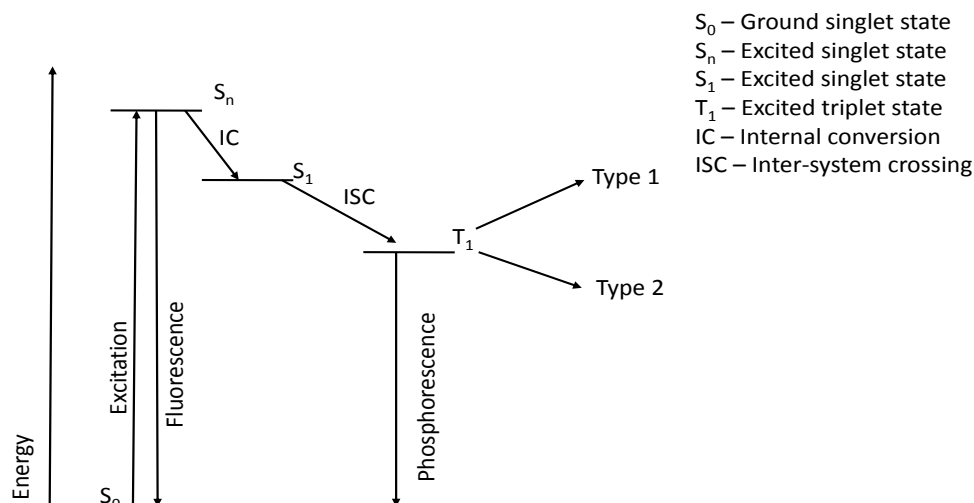 S₀ – Ground singlet state
Sₙ – Excited singlet state
S₁ – Excited singlet state
T₁ – Excited triplet state
IC – Internal conversion
ISC – Inter-system crossing
Sₙ
IC
S₁
ISC
T₁
Type 1
Type 2
Energy
Excitation
Fluorescence
Phosphorescence
S₀